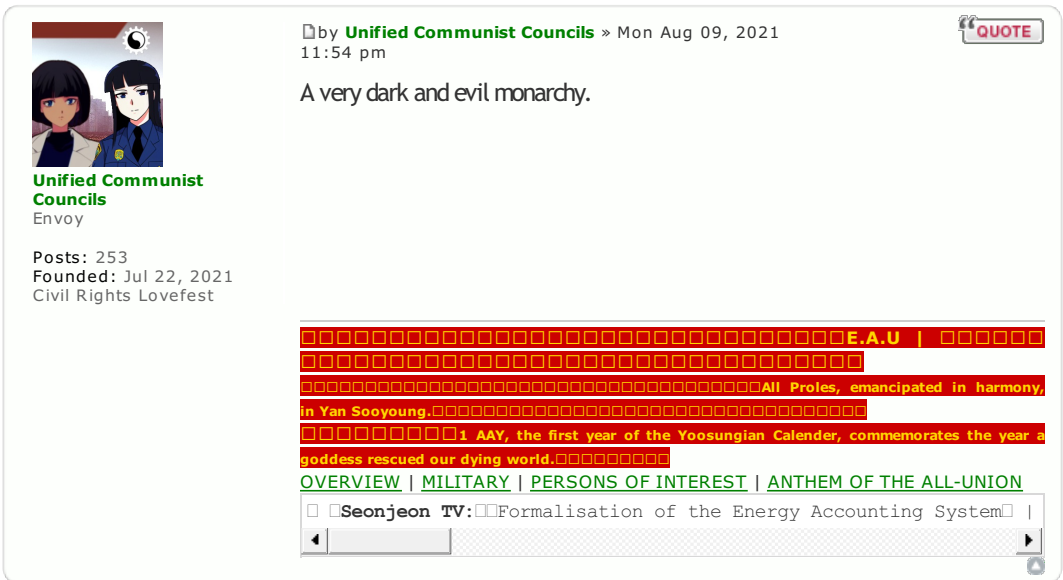 by Unified Communist Councils » Mon Aug 09, 2021
11:54 pm
QUOTE
A very dark and evil monarchy.
Unified Communist
Councils
Envoy
Posts: 253
Founded: Jul 22, 2021
Civil Rights Lovefest
E.A.U |
All Proles, emancipated in harmony,
in Yan Sooyoung.
1 AAY, the first year of the Yoosungian Calender, commemorates the year a
goddess rescued our dying world.
OVERVIEW | MILITARY | PERSONS OF INTEREST | ANTHEM OF THE ALL-UNION
Seonjeon TV: Formalisation of the Energy Accounting System |